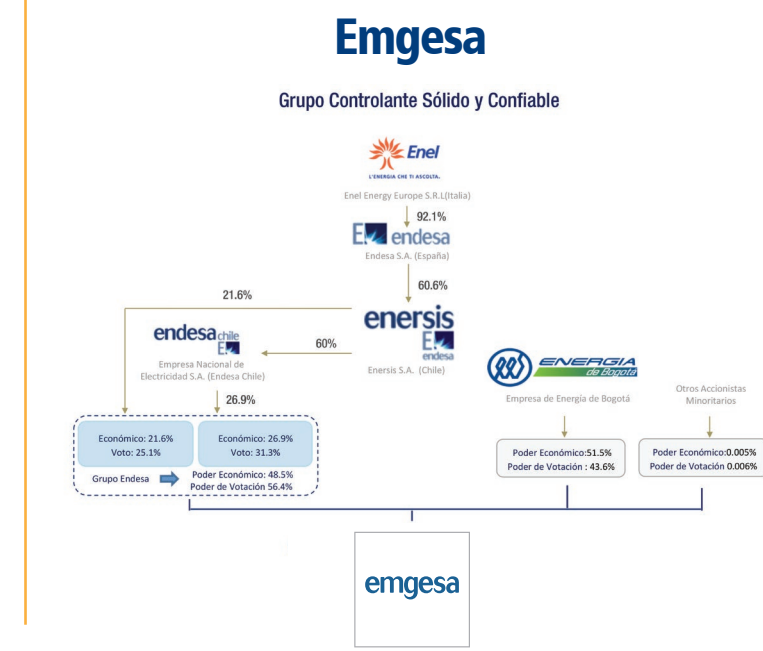 Emgesa
Grupo Controlante Sólido y Confiable
Enel
L'ENERGIA CHE TI ASCOLTA.
Enel Energy Europe S.R.L(Italia)
92.1%
endesa
Endesa S.A. (España)
60.6%
21.6%
enersis
endesa
Enersis S.A. (Chile)
60%
endesa chile
Empresa Nacional de
Electricidad S.A. (Endesa Chile)
26.9%
ENERGIA
de Bogotá
Empresa de Energía de Bogotá
Otros Accionistas
Minoritarios
Económico: 21.6%
Voto: 25.1%
Económico: 26.9%
Voto: 31.3%
Grupo Endesa
Poder Económico: 48.5%
Poder de Votación 56.4%
Poder Económico:51.5%
Poder de Votación : 43.6%
Poder Económico:0.005%
Poder de Votación 0.006%
emgesa